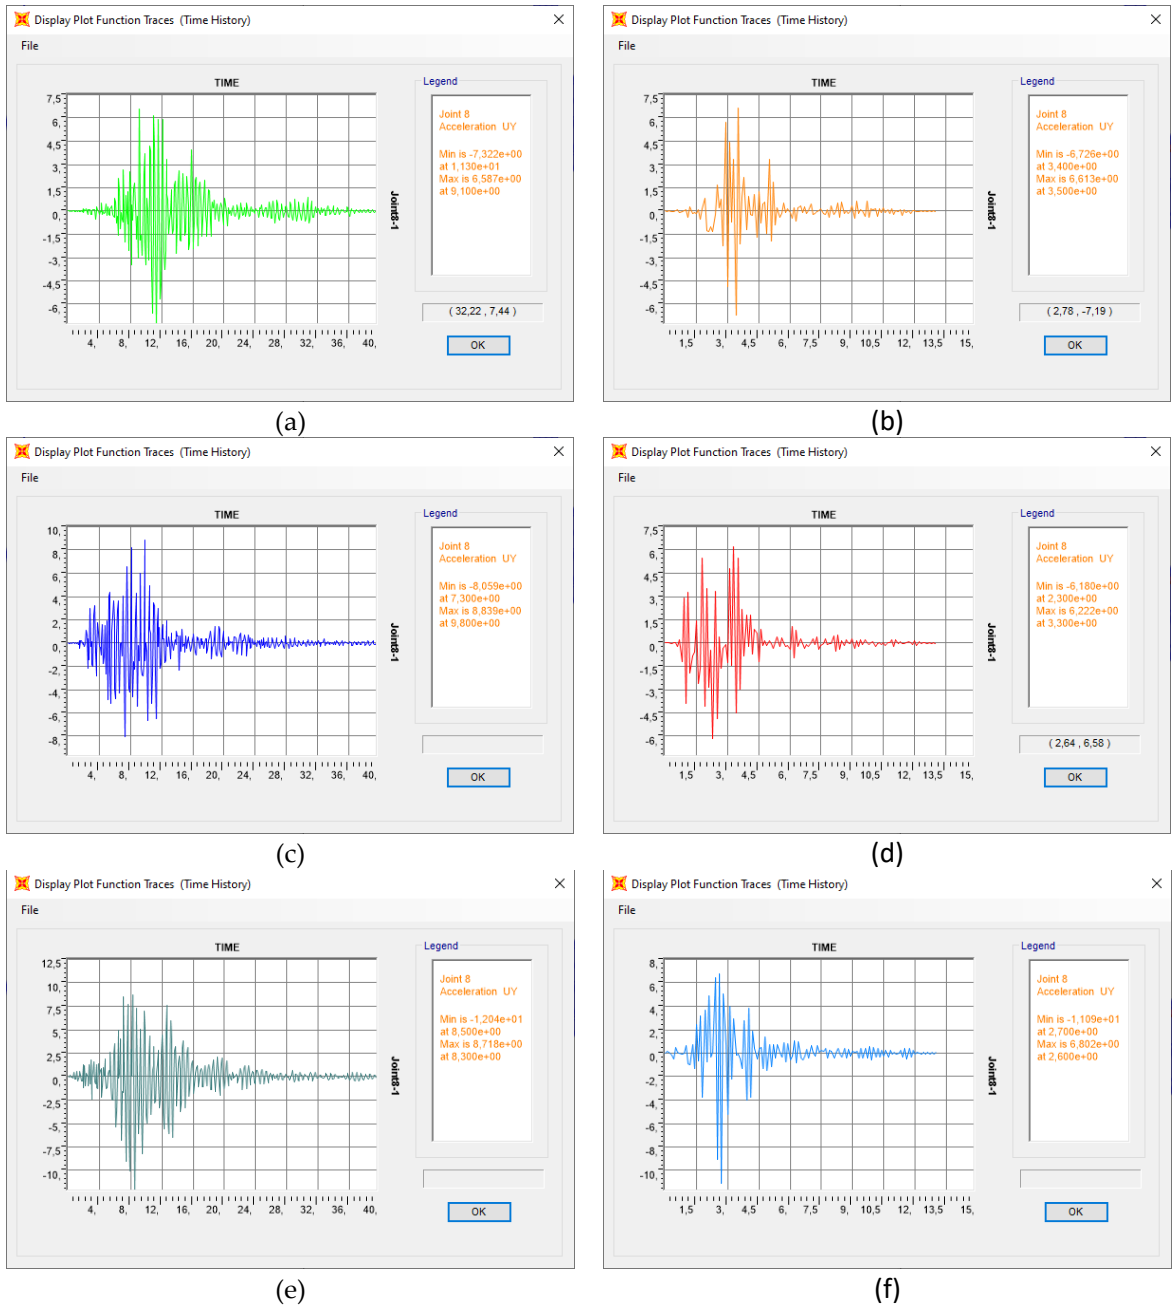 Display Plot Function Traces (Time History)
File
TIME
7,5
6,
4,5
3,
1,5
0,
-1,5
-3,
-4,5
-6,
4, 8, 12, 16, 20, 24, 28, 32, 36, 40,
Joint8-1
Legend
Joint 8
Acceleration UY
Min is -7,322e+00
at 1,130e+01
Max is 6,587e+00
at 9,100e+00
( 32,22 , 7,44 )
OK
(a)
Display Plot Function Traces (Time History)
File
TIME
7,5
6,
4,5
3,
1,5
0,
-1,5
-3,
-4,5
-6,
1,5 3, 4,5 6, 7,5 9, 10,5 12, 13,5 15,
Joint8-1
Legend
Joint 8
Acceleration UY
Min is -6,726e+00
at 3,400e+00
Max is 6,613e+00
at 3,500e+00
( 2,78 , -7,19 )
OK
(b)
Display Plot Function Traces (Time History)
File
TIME
10,
8,
6,
4,
2,
0,
-2,
-4,
-6,
-8,
4, 8, 12, 16, 20, 24, 28, 32, 36, 40,
Joint8-1
Legend
Joint 8
Acceleration UY
Min is -8,059e+00
at 7,300e+00
Max is 8,839e+00
at 9,800e+00
OK
(c)
Display Plot Function Traces (Time History)
File
TIME
7,5
6,
4,5
3,
1,5
0,
-1,5
-3,
-4,5
-6,
1,5 3, 4,5 6, 7,5 9, 10,5 12, 13,5 15,
Joint8-1
Legend
Joint 8
Acceleration UY
Min is -6,180e+00
at 2,300e+00
Max is 6,222e+00
at 3,300e+00
( 2,64 , 6,58 )
OK
(d)
Display Plot Function Traces (Time History)
File
TIME
12,5
10,
7,5
5,
2,5
0,
-2,5
-5,
-7,5
-10,
4, 8, 12, 16, 20, 24, 28, 32, 36, 40,
Joint8-1
Legend
Joint 8
Acceleration UY
Min is -1,204e+01
at 8,500e+00
Max is 8,718e+00
at 8,300e+00
OK
(e)
Display Plot Function Traces (Time History)
File
TIME
8,
6,
4,
2,
0,
-2,
-4,
-6,
-8,
-10,
1,5 3, 4,5 6, 7,5 9, 10,5 12, 13,5 15,
Joint8-1
Legend
Joint 8
Acceleration UY
Min is -1,109e+01
at 2,700e+00
Max is 6,802e+00
at 2,600e+00
OK
(f)